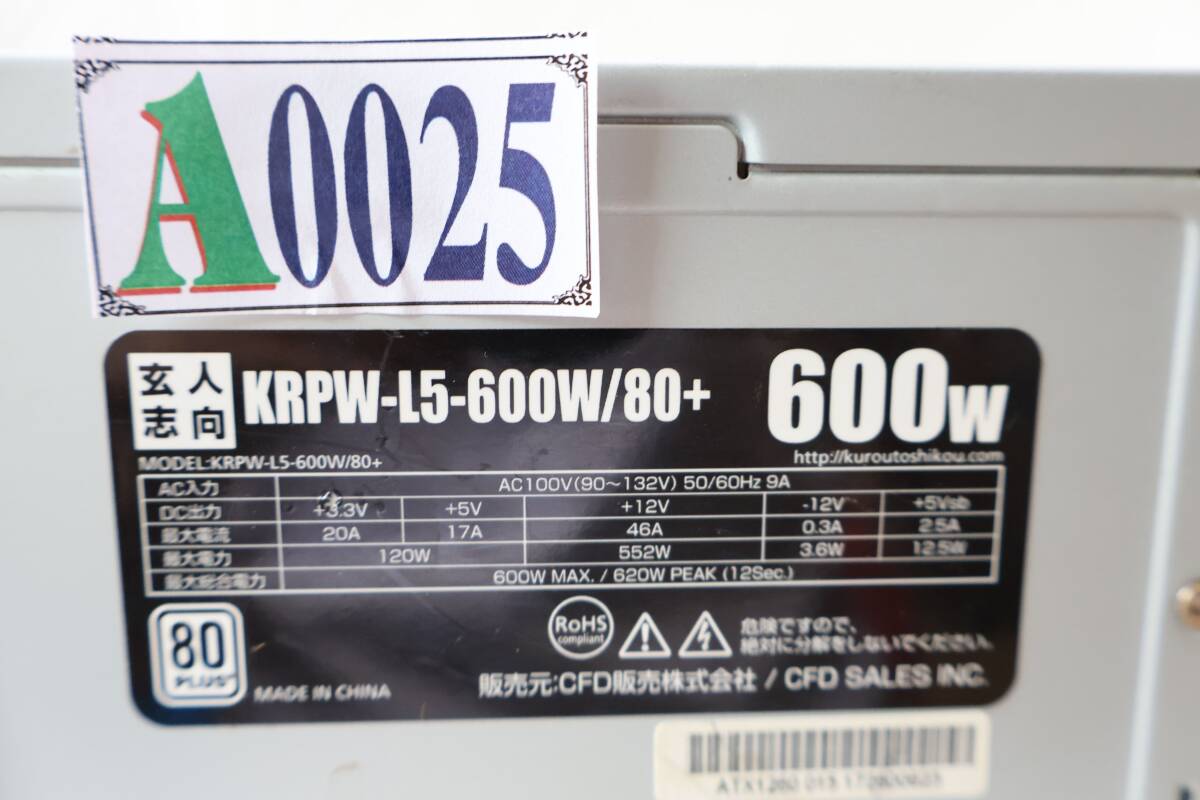 A0025
玄人
志向
KRPW-L5-600W/80+
600W
MODEL:KRPW-L5-600W/80+
http://kuroutoshikou.com
AC入力 AC100V(90～132V) 50/60Hz 9A
DC出力 +3.3V +5V +12V -12V +5Vsb
最大電流 20A 17A 46A 0.3A 2.5A
最大電力 120W 552W 3.6W 12.5W
最大総合電力 600W MAX. / 620W PEAK (12Sec.)
80
PLUS
MADE IN CHINA
RoHS
compliant
危険ですので、
絶対に分解をしないでください。
販売元:CFD販売株式会社 / CFD SALES INC.